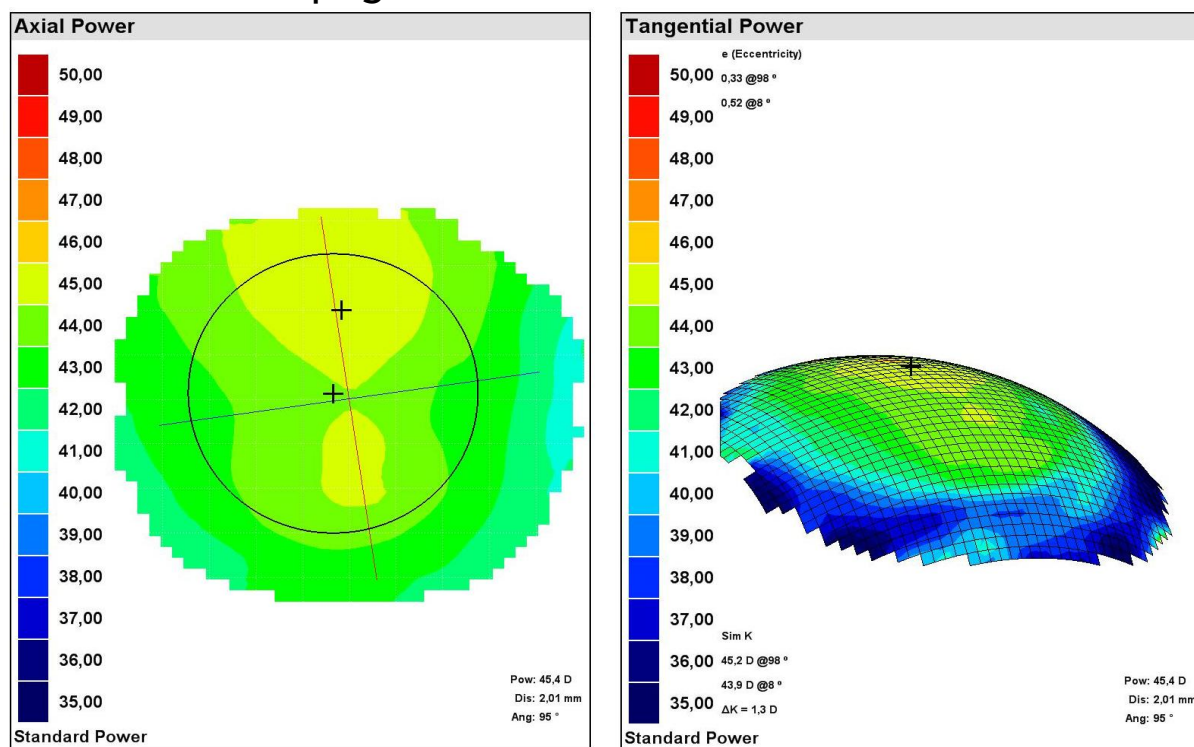 Axial Power
50,00
49,00
48,00
47,00
46,00
45,00
44,00
43,00
42,00
41,00
40,00
39,00
38,00
37,00
36,00
35,00
Pow: 45,4 D
Dis: 2,01 mm
Ang: 95 °
Standard Power
Tangential Power
e (Eccentricity)
0,33 @98 º
0,52 @8 º
50,00
49,00
48,00
47,00
46,00
45,00
44,00
43,00
42,00
41,00
40,00
39,00
38,00
37,00
36,00
35,00
Sim K
45,2 D @98 º
43,9 D @8 º
ΔK = 1,3 D
Pow: 45,4 D
Dis: 2,01 mm
Ang: 95 °
Standard Power